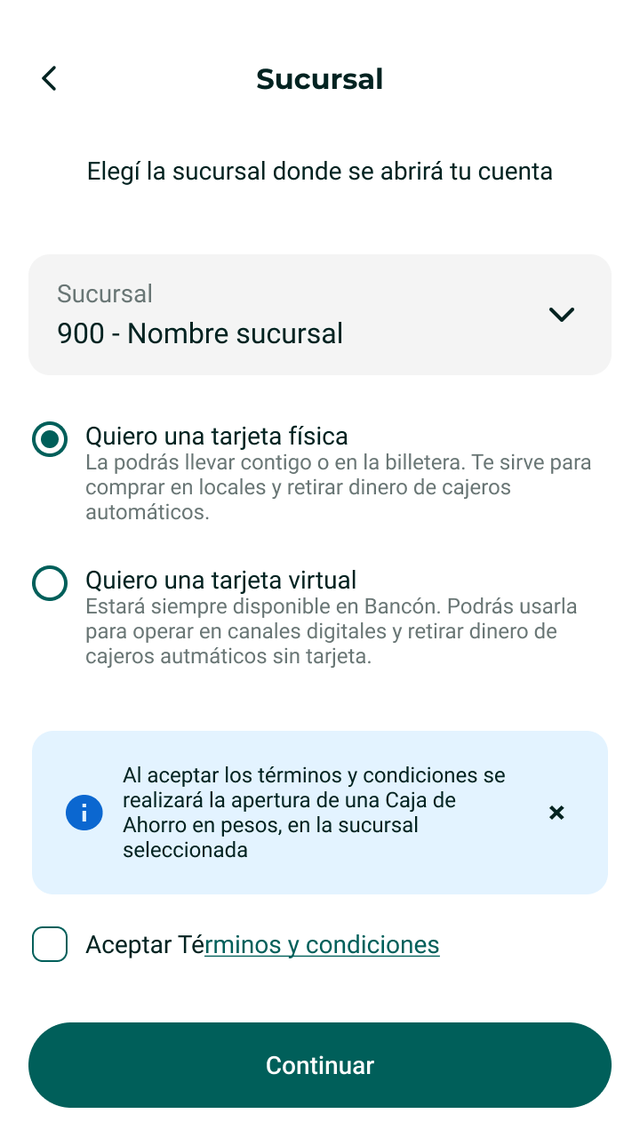 Sucursal
Elegí la sucursal donde se abrirá tu cuenta
Sucursal
900 - Nombre sucursal
Quiero una tarjeta física
La podrás llevar contigo o en la billetera. Te sirve para
comprar en locales y retirar dinero de cajeros
automáticos.
Quiero una tarjeta virtual
Estará siempre disponible en Bancón. Podrás usarla
para operar en canales digitales y retirar dinero de
cajeros autmáticos sin tarjeta.
Al aceptar los términos y condiciones se
realizará la apertura de una Caja de
Ahorro en pesos, en la sucursal
seleccionada
Aceptar Términos y condiciones
Continuar